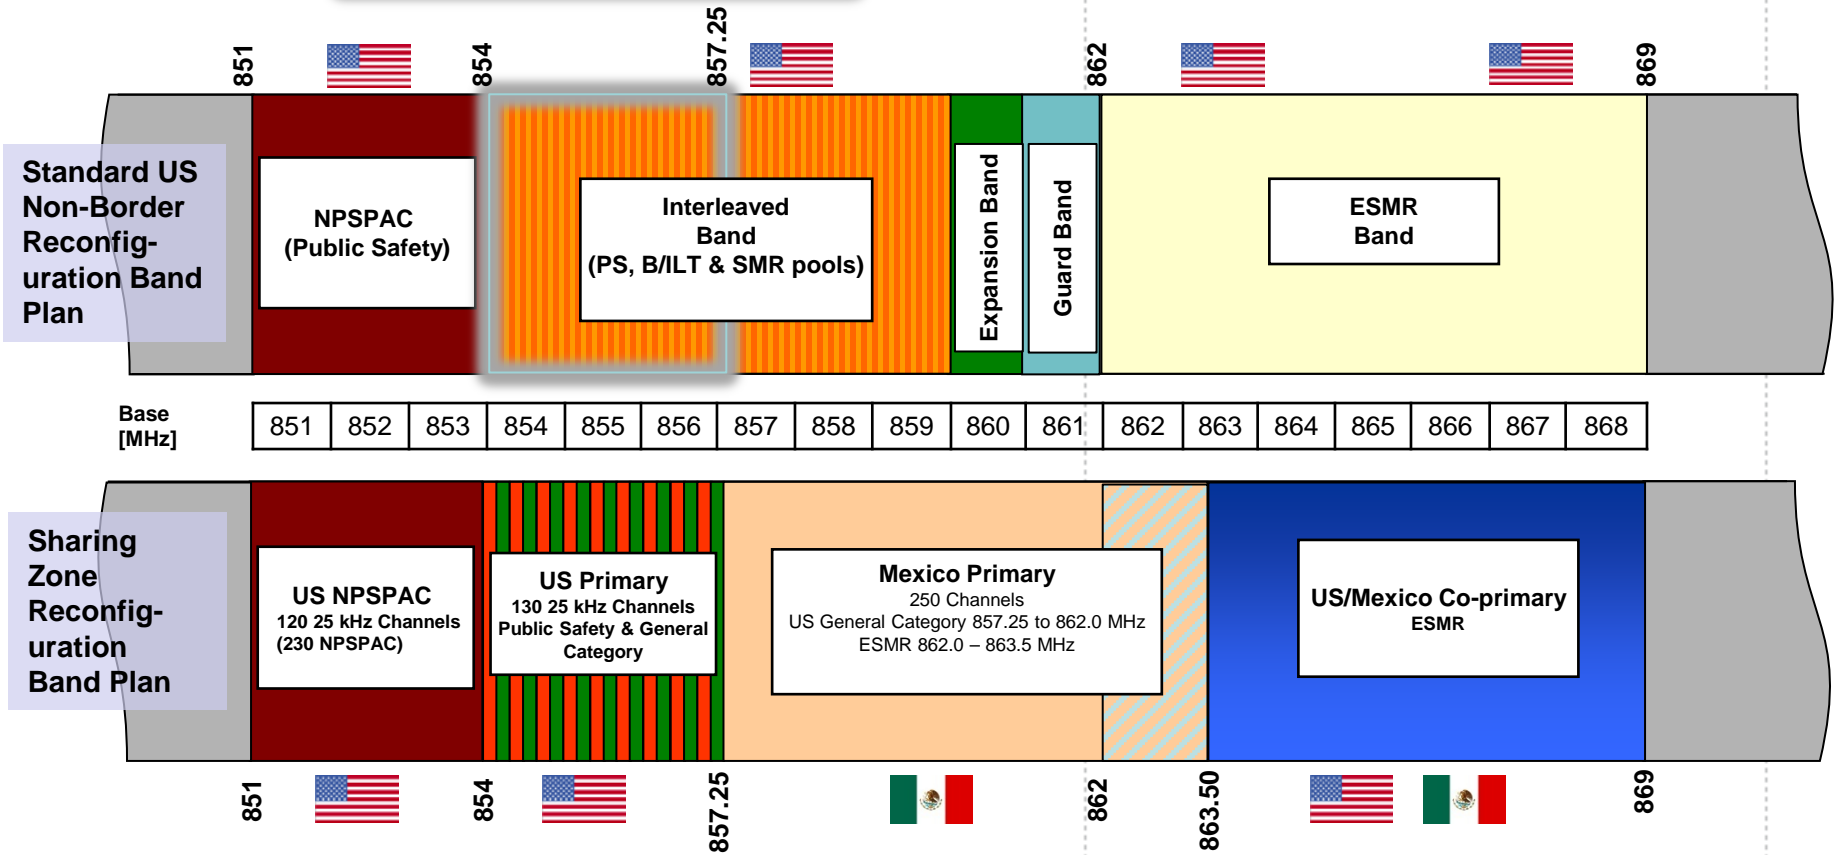 851
854
857.25
862
869
Standard US
Non-Border
Reconfig-
uration Band
Plan
NPSPAC
(Public Safety)
Interleaved
Band
(PS, B/ILT & SMR pools)
Expansion Band
Guard Band
ESMR
Band
Base
[MHz]
851 852 853 854 855 856 857 858 859 860 861 862 863 864 865 866 867 868
Sharing
Zone
Reconfig-
uration
Band Plan
US NPSPAC
120 25 kHz Channels
(230 NPSPAC)
US Primary
130 25 kHz Channels
Public Safety & General
Category
Mexico Primary
250 Channels
US General Category 857.25 to 862.0 MHz
ESMR 862.0 – 863.5 MHz
US/Mexico Co-primary
ESMR
851
854
857.25
862
863.50
869